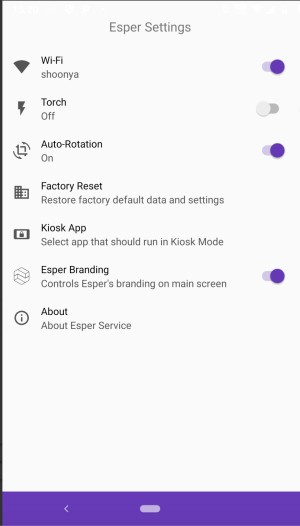 Esper Settings
Wi-Fi
shoonya
Torch
Off
Auto-Rotation
On
Factory Reset
Restore factory default data and settings
Kiosk App
Select app that should run in Kiosk Mode
Esper Branding
Controls Esper's branding on main screen
About
About Esper Service